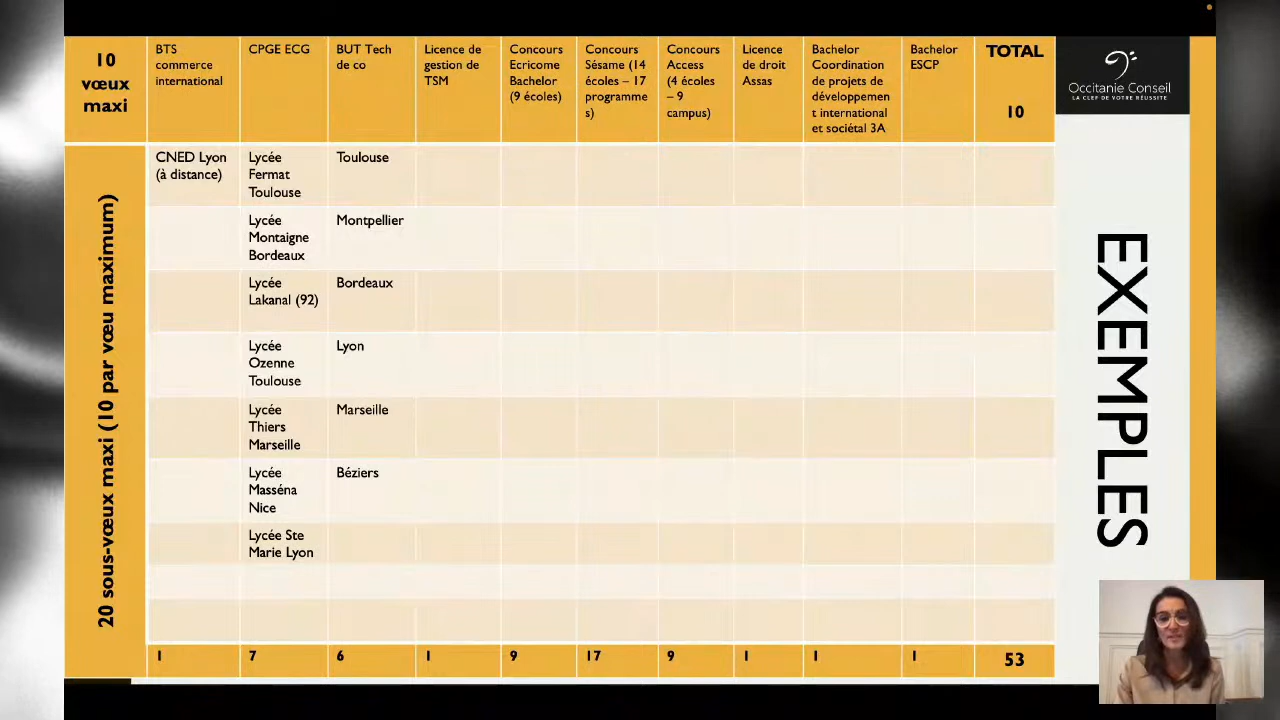 10
vœux
maxi
BTS
commerce
international
CPGE ECG
BUT Tech
de co
Licence de
gestion de
TSM
Concours
Ecricome
Bachelor
(9 écoles)
Concours
Sésame (14
écoles – 17
programme
s)
Concours
Access
(4 écoles
– 9
campus)
Licence
de droit
Assas
Bachelor
Coordination
de projets de
développemen
t international
et sociétal 3A
Bachelor
ESCP
TOTAL
10
Occitanie Conseil
LA CLEF DE VOTRE RÉUSSITE
20 sous-vœux maxi (10 par vœu maximum)
CNED Lyon
(à distance)
Lycée
Fermat
Toulouse
Toulouse
Lycée
Montaigne
Bordeaux
Montpellier
Lycée
Lakanal (92)
Bordeaux
Lycée
Ozenne
Toulouse
Lyon
Lycée
Thiers
Marseille
Marseille
Lycée
Masséna
Nice
Béziers
Lycée Ste
Marie Lyon
1
7
6
1
9
17
9
1
1
1
53
EXEMPLES